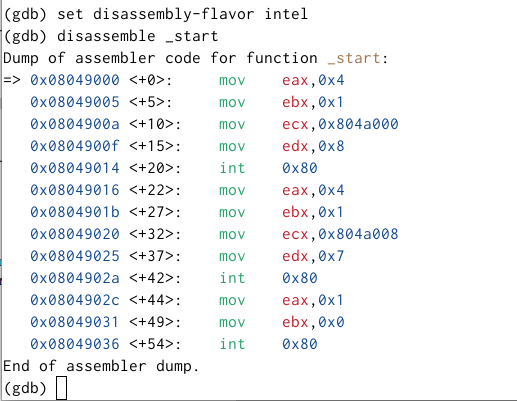 (gdb) set disassembly-flavor intel
(gdb) disassemble _start
Dump of assembler code for function _start:
=> 0x08049000 <+0>:     mov    eax,0x4
   0x08049005 <+5>:     mov    ebx,0x1
   0x0804900a <+10>:    mov    ecx,0x804a000
   0x0804900f <+15>:    mov    edx,0x8
   0x08049014 <+20>:    int    0x80
   0x08049016 <+22>:    mov    eax,0x4
   0x0804901b <+27>:    mov    ebx,0x1
   0x08049020 <+32>:    mov    ecx,0x804a008
   0x08049025 <+37>:    mov    edx,0x7
   0x0804902a <+42>:    int    0x80
   0x0804902c <+44>:    mov    eax,0x1
   0x08049031 <+49>:    mov    ebx,0x0
   0x08049036 <+54>:    int    0x80
End of assembler dump.
(gdb)